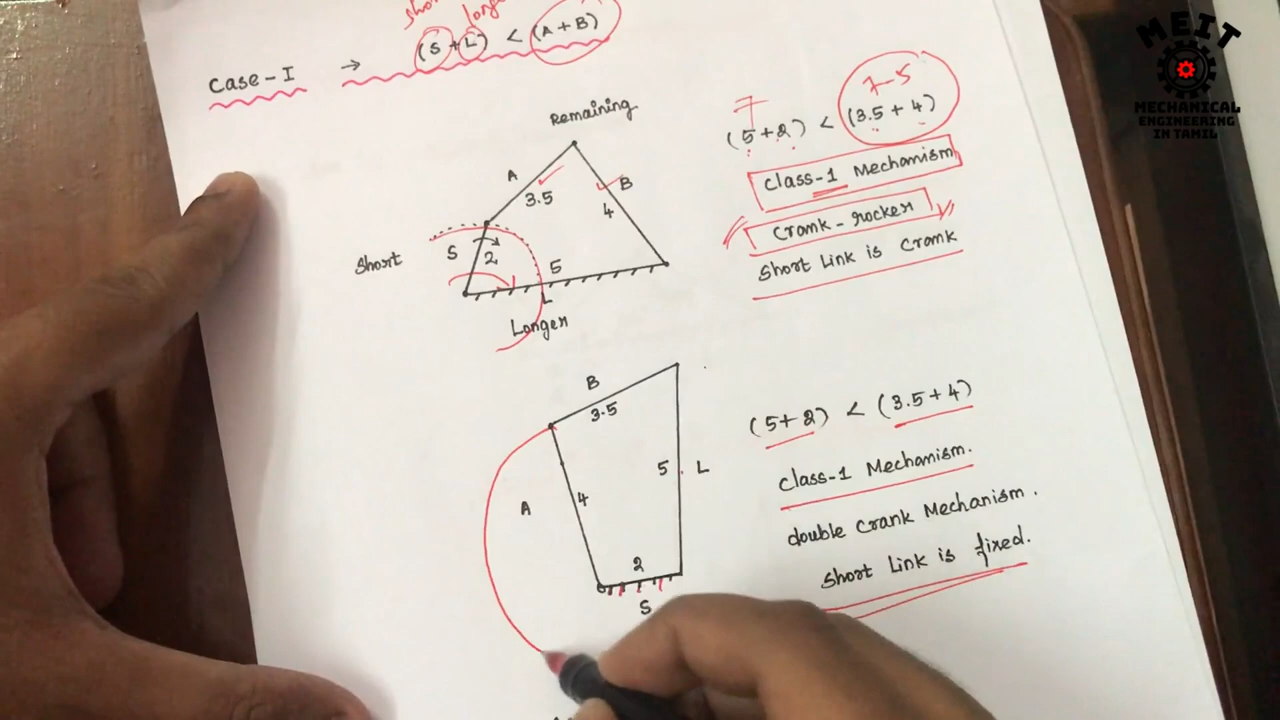 (S+L) < (A+B)
Case-I →
Remaining
A
3.5
B
4
S
2
5
L
Short
Longer
7
7-5
(5+2) < (3.5+4)
Class-1 Mechanism
Crank-rocker
Short Link is Crank
B
3.5
A
4
5 L
2
S
(5+2) < (3.5+4)
class-1 Mechanism.
double Crank Mechanism.
Short Link is fixed.
MEIT
MECHANICAL
ENGINEERING
IN TAMIL